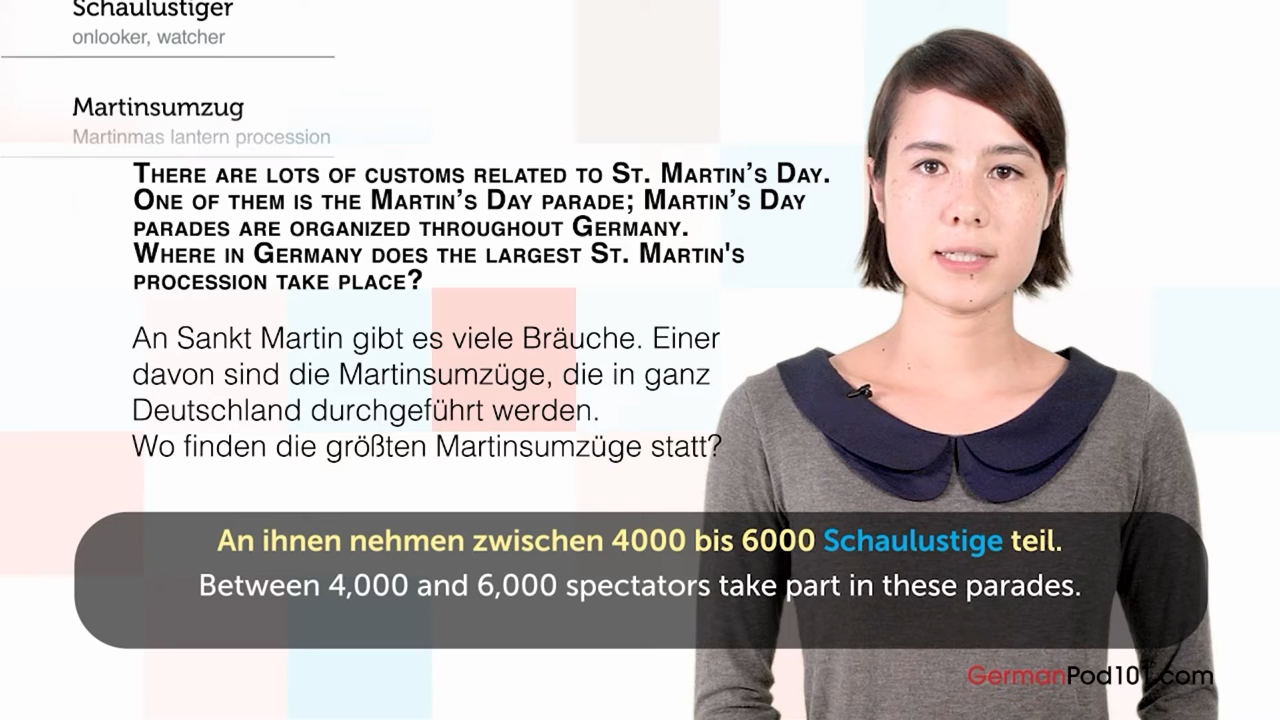 Schaulustiger
onlooker, watcher
Martinsumzug
Martinmas lantern procession
THERE ARE LOTS OF CUSTOMS RELATED TO ST. MARTIN'S DAY.
ONE OF THEM IS THE MARTIN'S DAY PARADE; MARTIN'S DAY
PARADES ARE ORGANIZED THROUGHOUT GERMANY.
WHERE IN GERMANY DOES THE LARGEST ST. MARTIN'S
PROCESSION TAKE PLACE?
An Sankt Martin gibt es viele Bräuche. Einer
davon sind die Martinsumzüge, die in ganz
Deutschland durchgeführt werden.
Wo finden die größten Martinsumzüge statt?
An ihnen nehmen zwischen 4000 bis 6000 Schaulustige teil.
Between 4,000 and 6,000 spectators take part in these parades.
GermanPod101.com